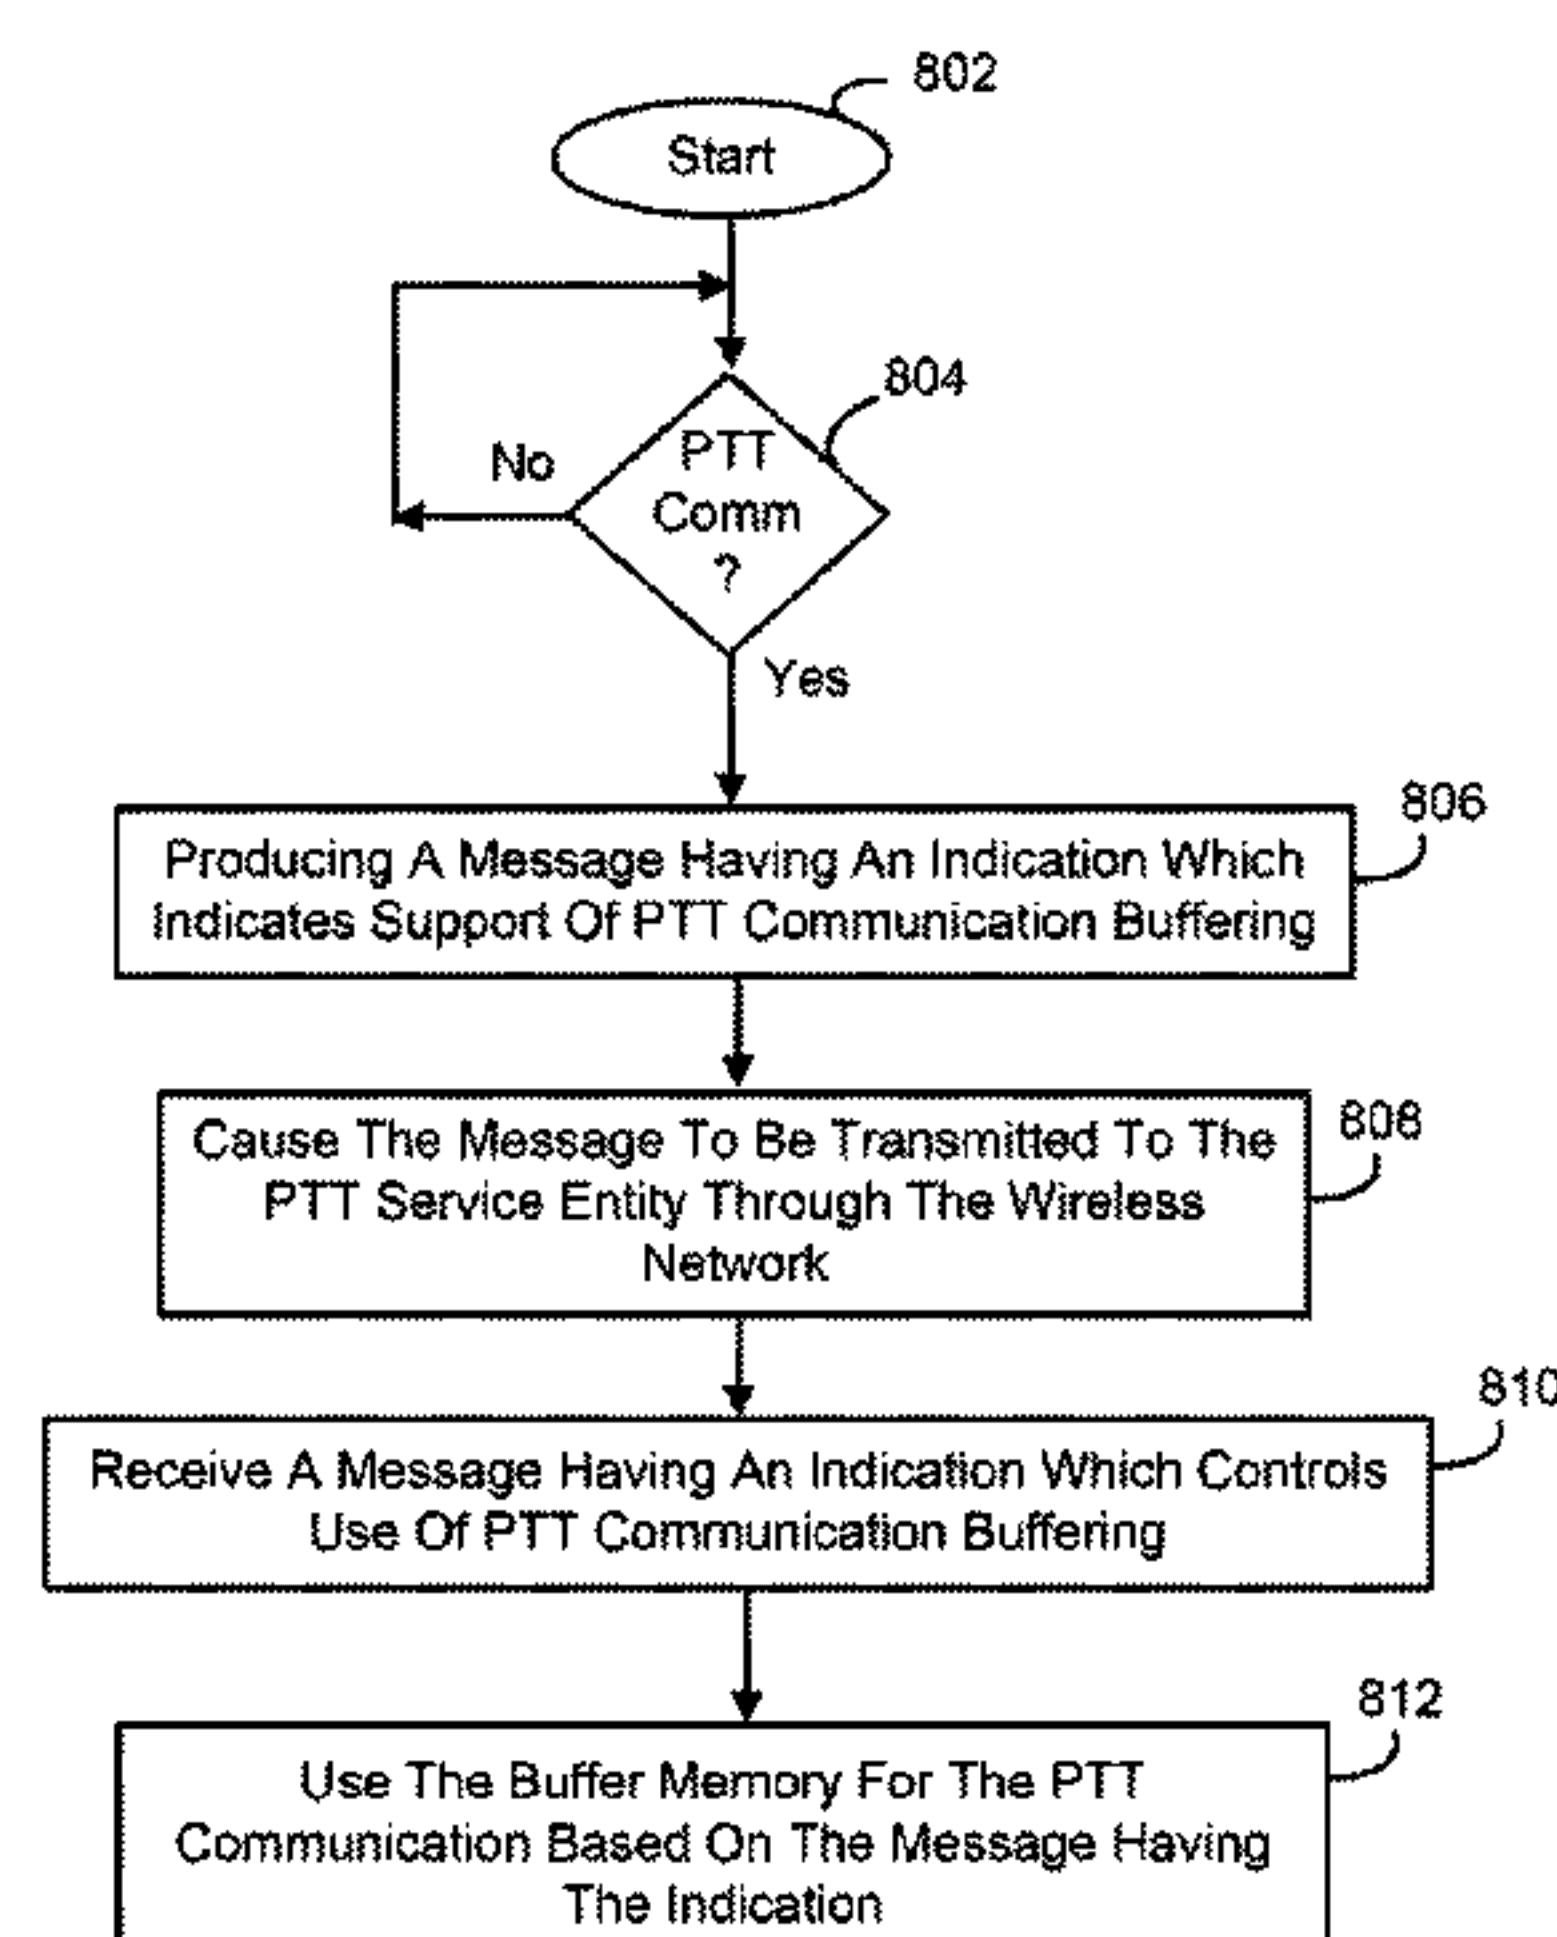 802
Start
804
PTT
Comm
?
No
Yes
806
Producing A Message Having An Indication Which
Indicates Support Of PTT Communication Buffering
808
Cause The Message To Be Transmitted To The
PTT Service Entity Through The Wireless
Network
810
Receive A Message Having An Indication Which Controls
Use Of PTT Communication Buffering
812
Use The Buffer Memory For The PTT
Communication Based On The Message Having
The Indication